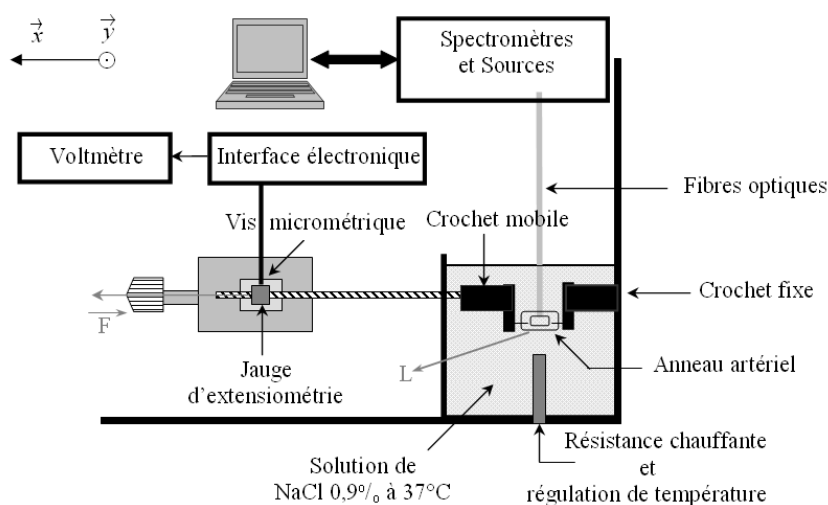 x
y
Spectromètres
et Sources
Voltmètre
Interface électronique
Fibres optiques
Vis micrométrique
Crochet mobile
Crochet fixe
F
Jauge
d'extensiométrie
L
Anneau artériel
Solution de
NaCl 0,9% à 37°C
Résistance chauffante
et
régulation de température